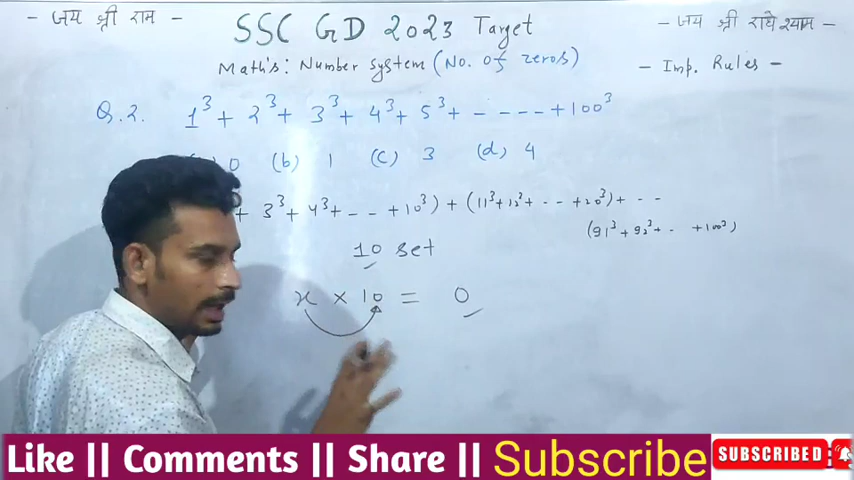 - जय श्री राम -
SSC GD 2023 Target
- जय श्री राधे श्याम -
Math's: Number system (No. of zeros)
- Imp. Rules -
Q.2. 1³ + 2³ + 3³ + 4³ + 5³ + - - - - - + 100³
0 (b) 1 (c) 3 (d) 4
+ 3³ + 4³ + - - + 10³) + (11³ + 12³ + - - + 20³) + - -
(91³ + 92³ + - - + 100³)
10 set
x × 10 = 0
Like || Comments || Share || Subscribe
SUBSCRIBED